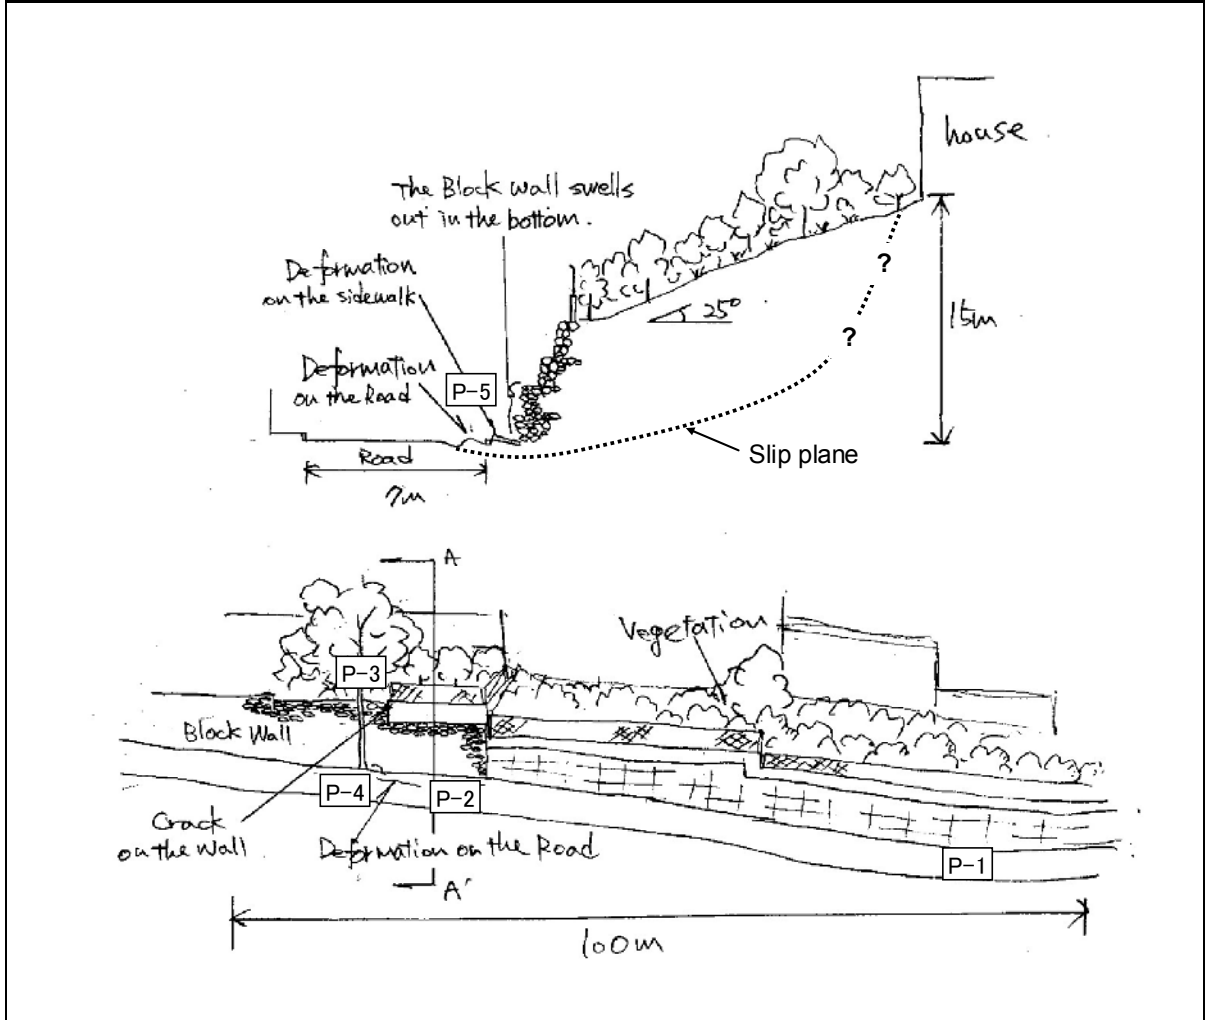 house
The Block wall swells
out in the bottom.
Deformation
on the sidewalk
?
25°
15m
?
Deformation
on the Road
P-5
Slip plane
Road
7m
A
Vegetation
P-3
Block Wall
P-4
P-2
Crack
on the Wall
Deformation on the Road
P-1
A'
100m